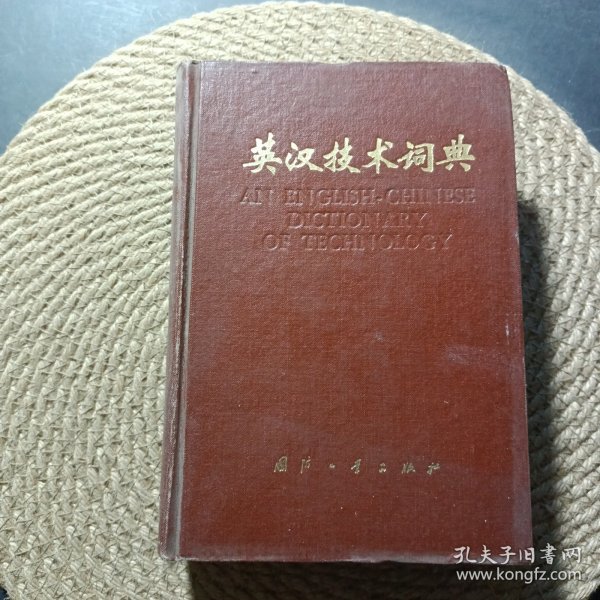 英汉技术词典
AN ENGLISH-CHINESE
DICTIONARY
OF TECHNOLOGY
国防工业出版社
孔夫子旧书网
www.kongfz.com